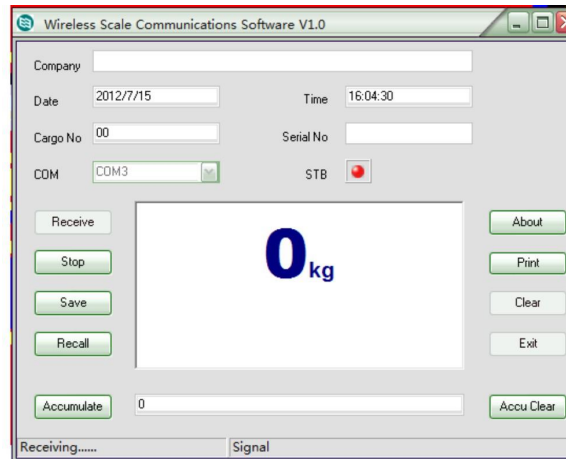 Wireless Scale Communications Software V1.0
Company
Date 2012/7/15 Time 16:04:30
Cargo No 00 Serial No
COM COM3 STB
Receive
Stop
Save
Recall
0kg
About
Print
Clear
Exit
Accumulate 0 Accu Clear
Receiving...... Signal